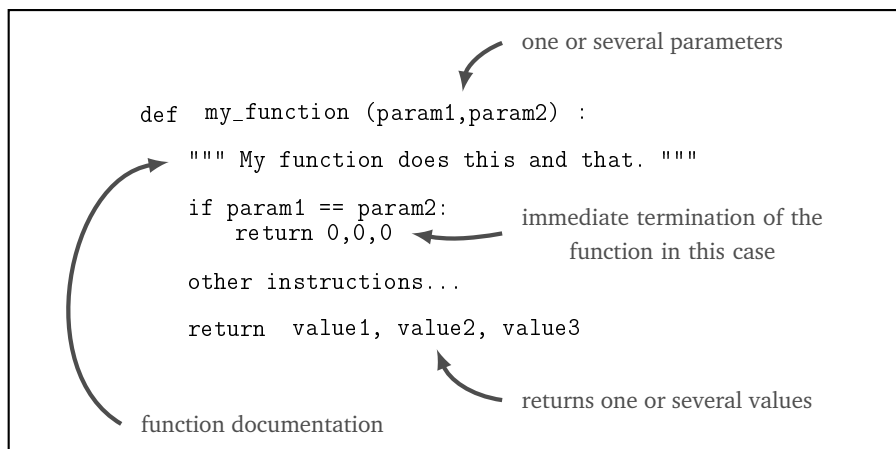 one or several parameters
def my_function (param1,param2) :
""" My function does this and that. """
if param1 == param2:
return 0,0,0
immediate termination of the
function in this case
other instructions...
return value1, value2, value3
returns one or several values
function documentation